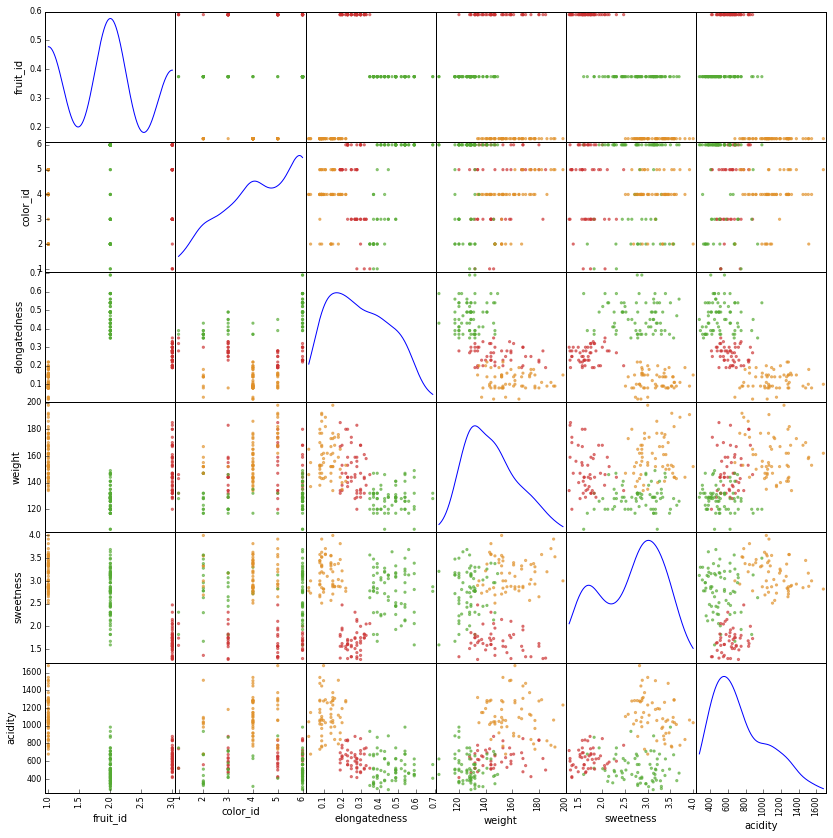 0.6
0.5
0.4
0.3
0.2
fruit_id
6
5
4
3
2
1
color_id
0.7
0.6
0.5
0.4
0.3
0.2
0.1
elongatedness
200
180
160
140
120
weight
4.0
3.5
3.0
2.5
2.0
1.5
sweetness
1600
1400
1200
1000
800
600
400
acidity
1.0 1.5 2.0 2.5 3.0
1 2 3 4 5 6
0.1 0.2 0.3 0.4 0.5 0.6 0.7
120 140 160 180 200
1.5 2.0 2.5 3.0 3.5 4.0
400 600 800 1000 1200 1400 1600
fruit_id color_id elongatedness weight sweetness acidity